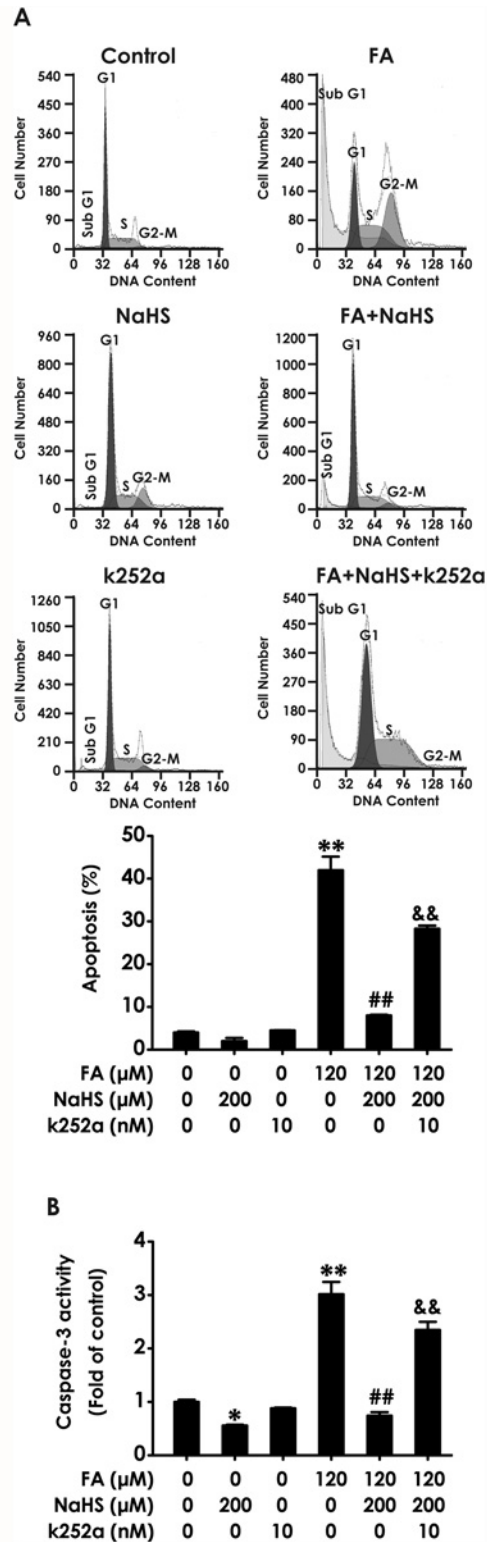 A
Control
FA
540
450
360
270
180
90
0
Cell Number
G1
Sub G1
S
G2-M
0 32 64 96 128 160
DNA Content
480
400
320
240
160
80
0
Cell Number
Sub G1
G1
S
G2-M
0 32 64 96 128 160
DNA Content
NaHS
FA+NaHS
960
800
640
480
320
160
0
Cell Number
G1
Sub G1
S
G2-M
0 32 64 96 128 160
DNA Content
1200
1000
800
600
400
200
0
Cell Number
G1
Sub G1
S
G2-M
0 32 64 96 128 160
DNA Content
k252a
FA+NaHS+k252a
1260
1050
840
630
420
210
0
Cell Number
G1
Sub G1
S
G2-M
0 32 64 96 128 160
DNA Content
540
450
360
270
180
90
0
Cell Number
Sub G1
G1
S
G2-M
0 32 64 96 128 160
DNA Content
50
40
30
20
10
0
Apoptosis (%)
**
##
&&
FA (µM) 0 0 0 120 120 120
NaHS (µM) 0 200 0 0 200 200
k252a (nM) 0 0 10 0 0 10
B
4
3
2
1
0
Caspase-3 activity
(Fold of control)
*
**
##
&&
FA (µM) 0 0 0 120 120 120
NaHS (µM) 0 200 0 0 200 200
k252a (nM) 0 0 10 0 0 10